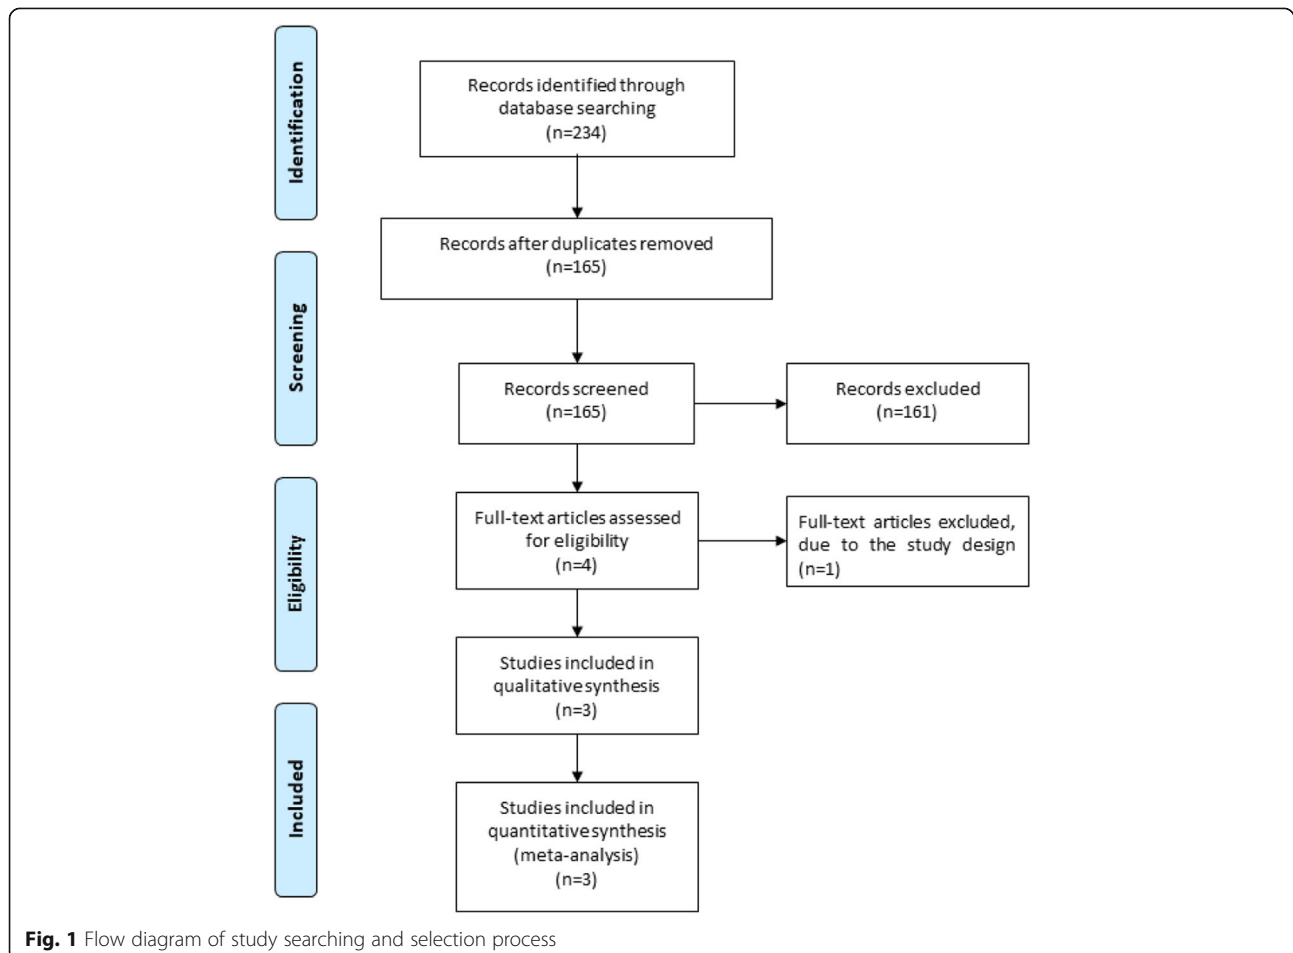 Identification
Records identified through
database searching
(n=234)
Records after duplicates removed
(n=165)
Screening
Records screened
(n=165)
Records excluded
(n=161)
Eligibility
Full-text articles assessed
for eligibility
(n=4)
Full-text articles excluded,
due to the study design
(n=1)
Studies included in
qualitative synthesis
(n=3)
Included
Studies included in
quantitative synthesis
(meta-analysis)
(n=3)
Fig. 1 Flow diagram of study searching and selection process